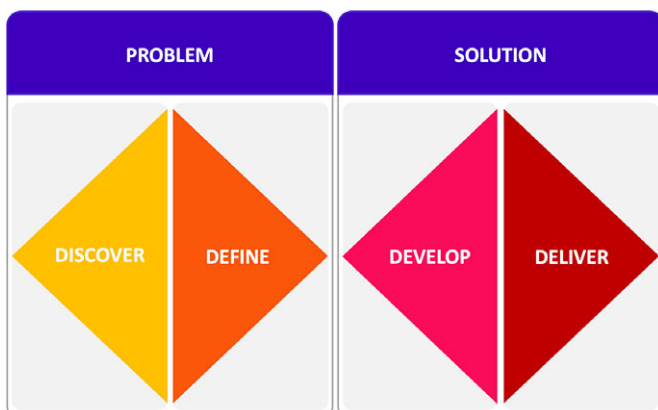 PROBLEM
SOLUTION
DISCOVER
DEFINE
DEVELOP
DELIVER